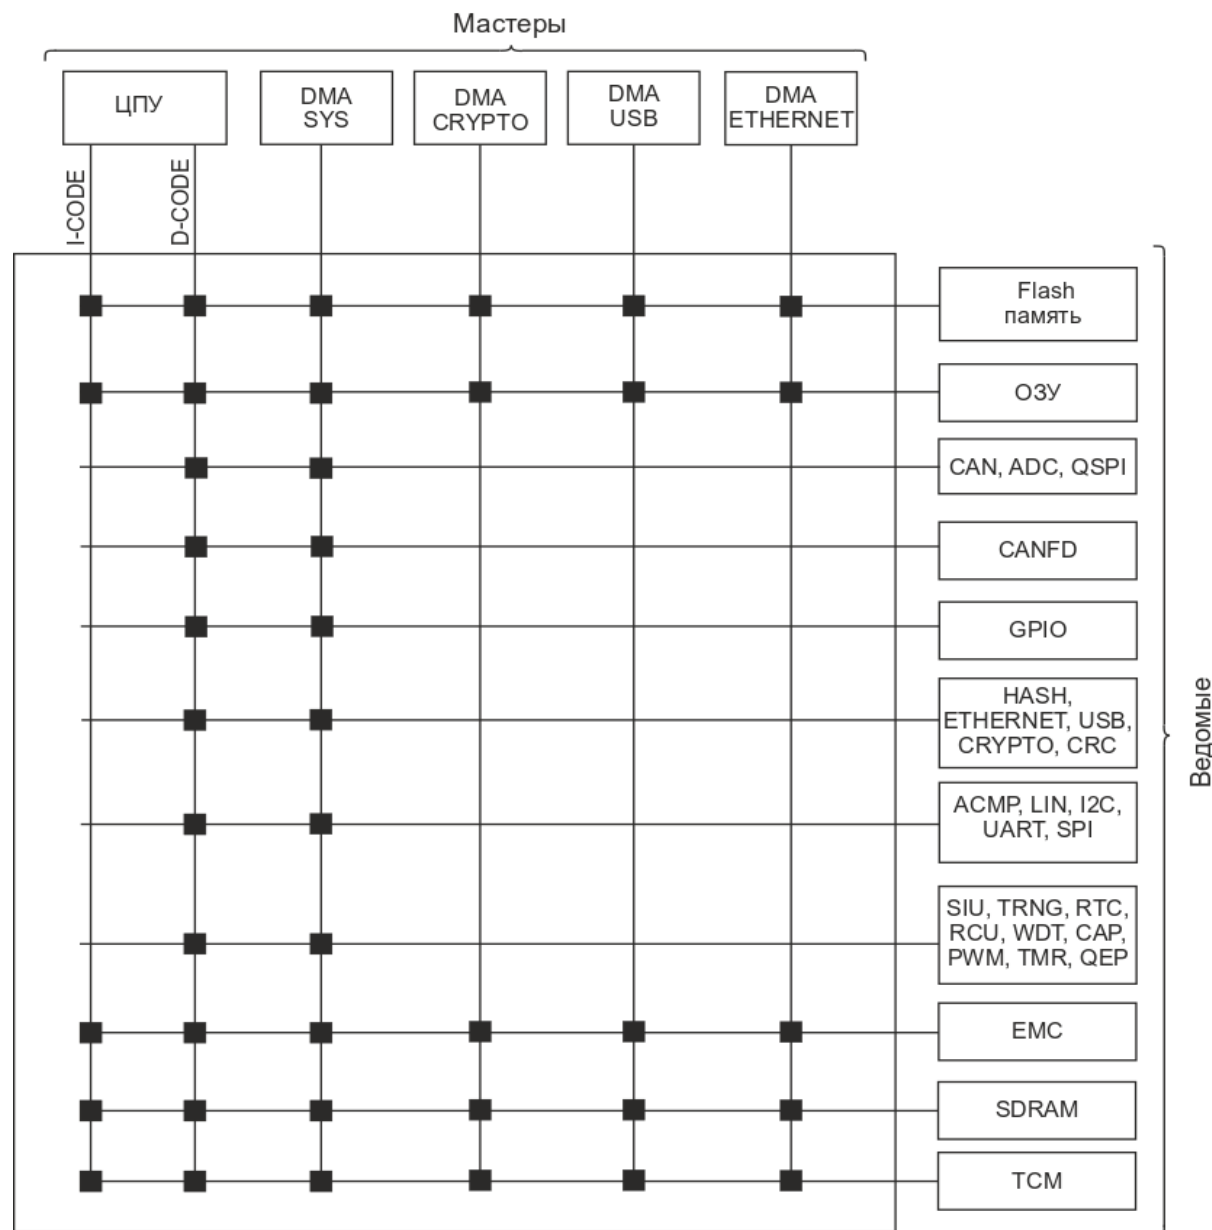 Мастеры
ЦПУ
DMA
SYS
DMA
CRYPTO
DMA
USB
DMA
ETHERNET
I-CODE
D-CODE
Flash
память
ОЗУ
CAN, ADC, QSPI
CANFD
GPIO
HASH,
ETHERNET, USB,
CRYPTO, CRC
ACMP, LIN, I2C,
UART, SPI
SIU, TRNG, RTC,
RCU, WDT, CAP,
PWM, TMR, QEP
EMC
SDRAM
TCM
Ведомые